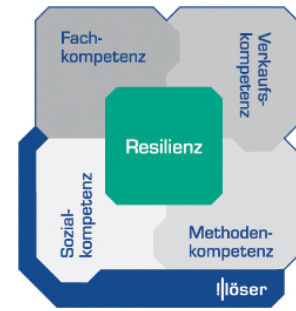 Fach-
kompetenz
Verkaufs-
kompetenz
Resilienz
Sozial-
kompetenz
Methoden-
kompetenz
löser